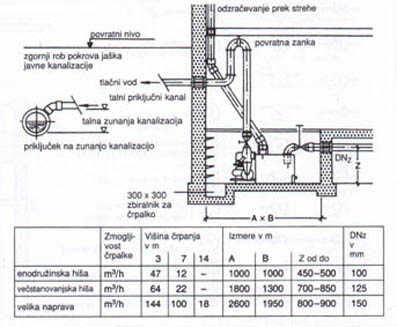 odzračevanje prek strehe
povratni nivo
povratna zanka
zgornji rob pokrova jaška
javne kanalizacije
tlačni vod
talni priključni kanal
talna zunanja kanalizacija
priključek na zunanjo kanalizacijo
DNz
Z
300 x 300
zbiralnik za
črpalko
A × B
Zmoglji-
vost
črpalke
Višina črpanja
v m
3 7 14
Izmere v m
A B Z od do
DNz
v
mm
enodružinska hiša m³/h 47 12 – 1000 1000 450–500 100
večstanovanjska hiša m³/h 64 22 – 1800 1300 700–850 125
velika naprava m³/h 144 100 18 2600 1950 800–900 150